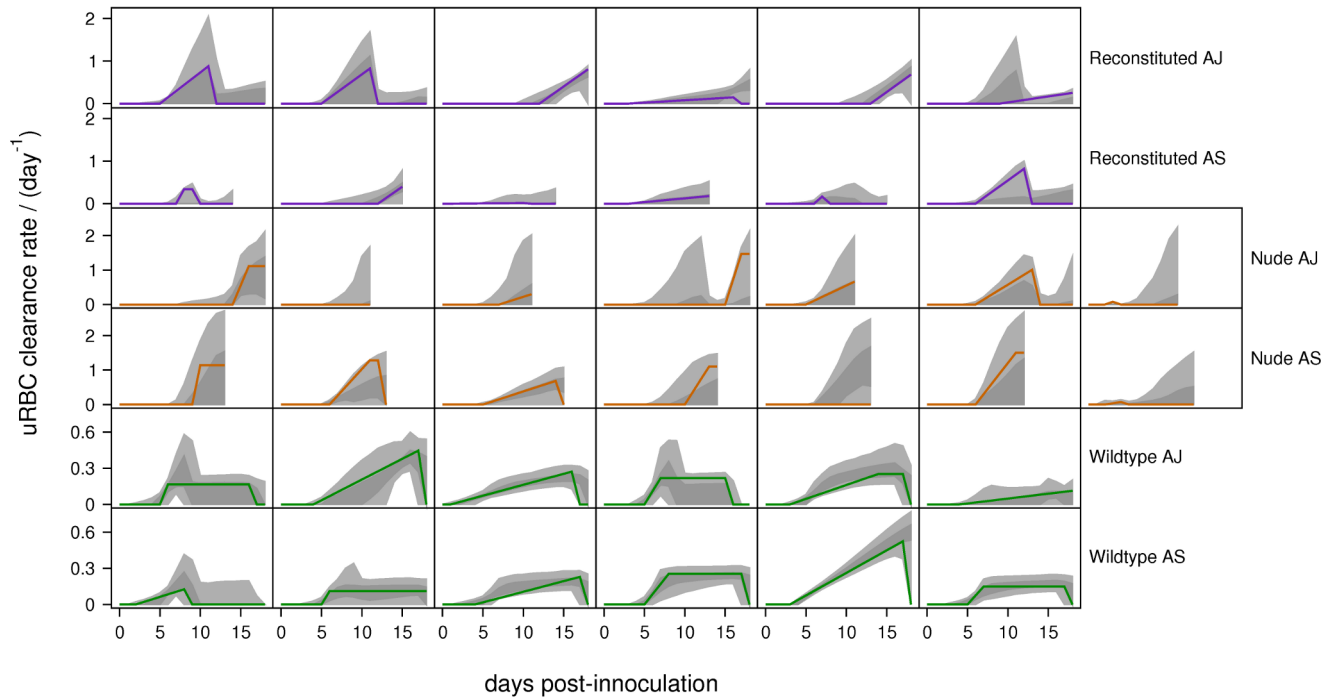 uRBC clearance rate / (day⁻¹)
2
1
0
Reconstituted AJ
2
1
0
Reconstituted AS
2
1
0
Nude AJ
2
1
0
Nude AS
0.6
0.3
0
Wildtype AJ
0.6
0.3
0
Wildtype AS
0 5 10 15 0 5 10 15 0 5 10 15 0 5 10 15 0 5 10 15 0 5 10 15
days post-innoculation